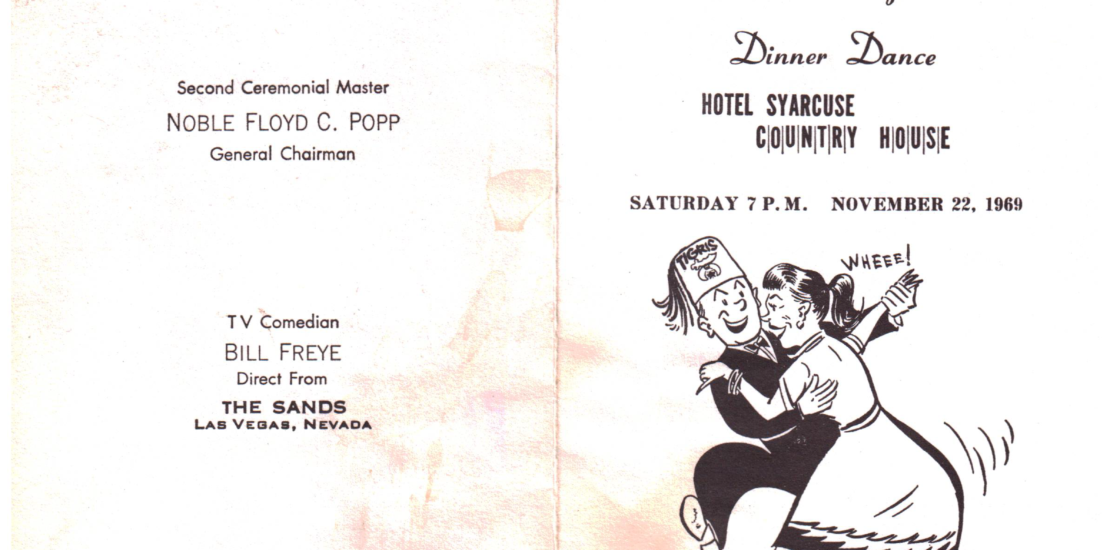 Second Ceremonial Master
NOBLE FLOYD C. POPP
General Chairman
TV Comedian
BILL FREYE
Direct From
THE SANDS
LAS VEGAS, NEVADA
Dinner Dance
HOTEL SYARCUSE
COUNTRY HOUSE
SATURDAY 7 P.M. NOVEMBER 22, 1969
TIGRIS
WHEEE!